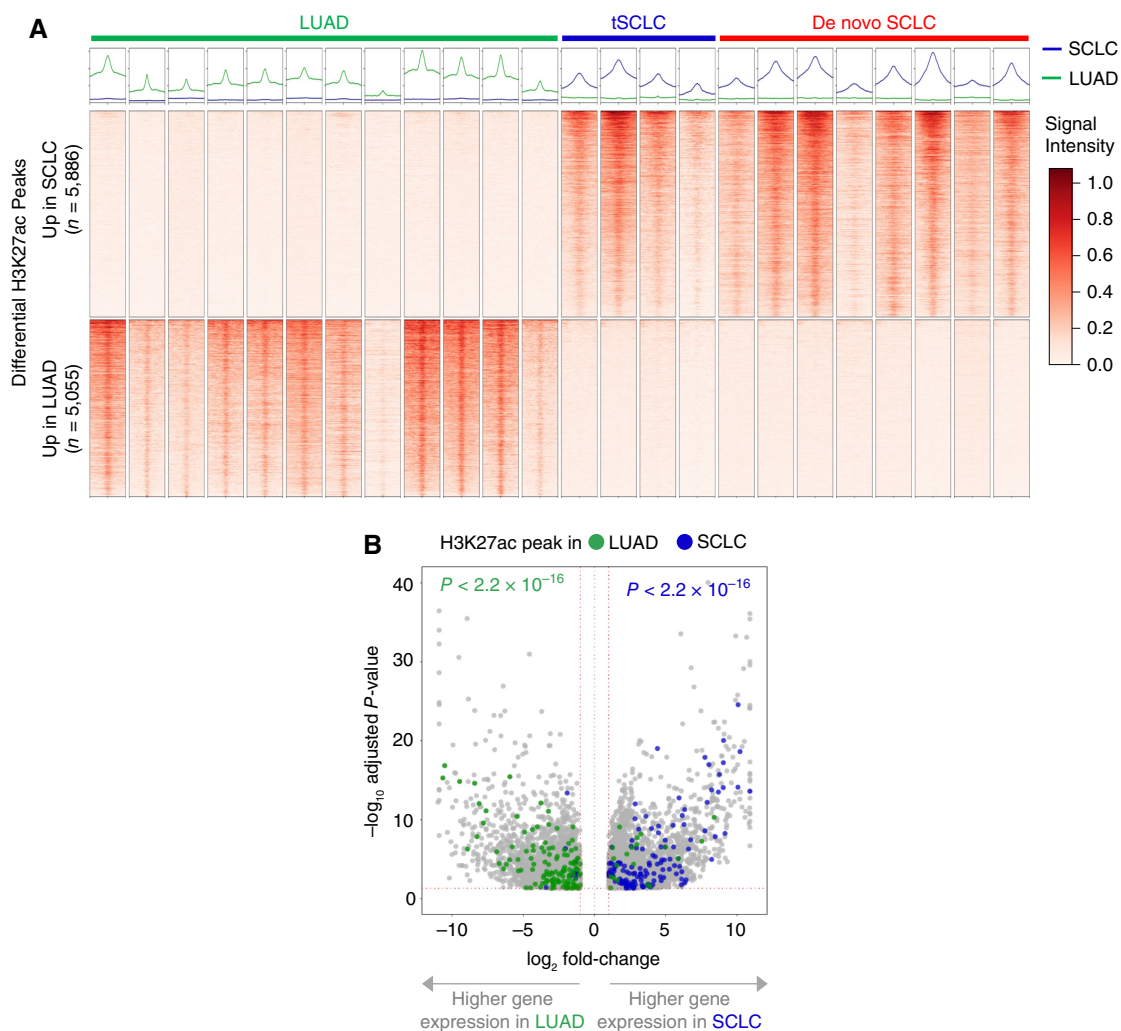 A
LUAD
tSCLC
De novo SCLC
SCLC
LUAD
Differential H3K27ac Peaks
Up in SCLC
(n = 5,886)
Up in LUAD
(n = 5,055)
Signal
Intensity
1.0
0.8
0.6
0.4
0.2
0.0
B
H3K27ac peak in LUAD SCLC
P < 2.2 × 10⁻¹⁶
P < 2.2 × 10⁻¹⁶
–log₁₀ adjusted P-value
40
30
20
10
0
–10 –5 0 5 10
log₂ fold-change
Higher gene
expression in LUAD
Higher gene
expression in SCLC